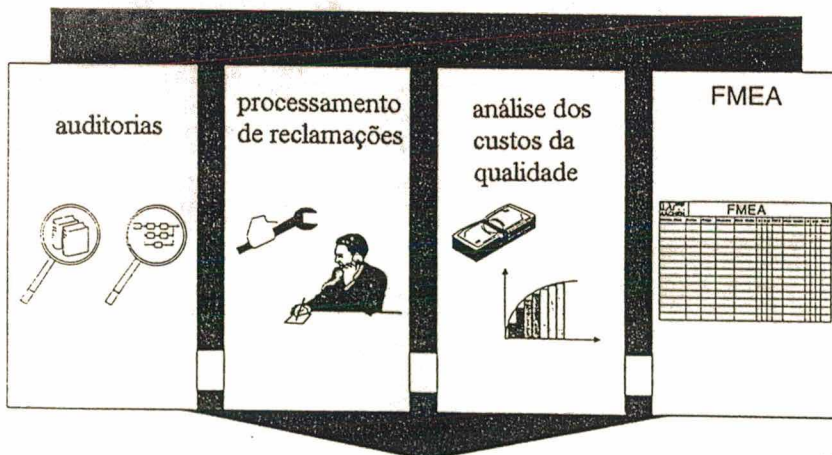 auditorias
processamento
de reclamações
análise dos
custos da
qualidade
FMEA
FMEA